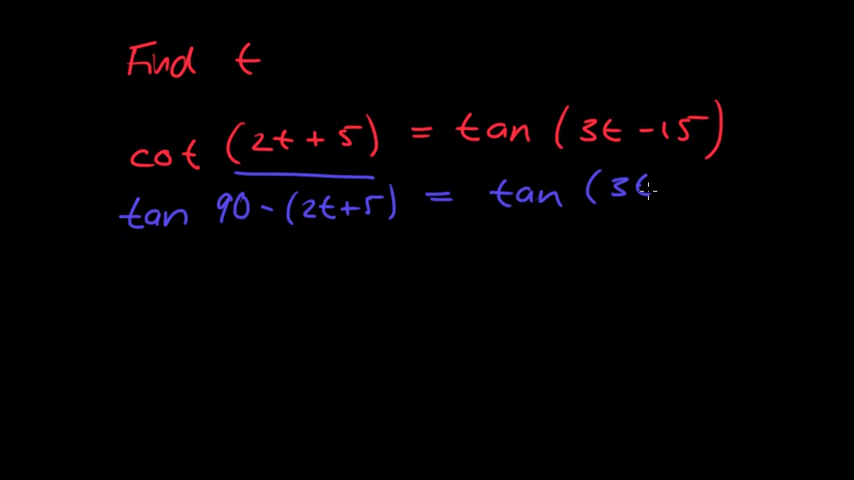 Find t
cot (2t + 5) = tan (3t - 15)
tan 90 - (2t+5) = tan (3t